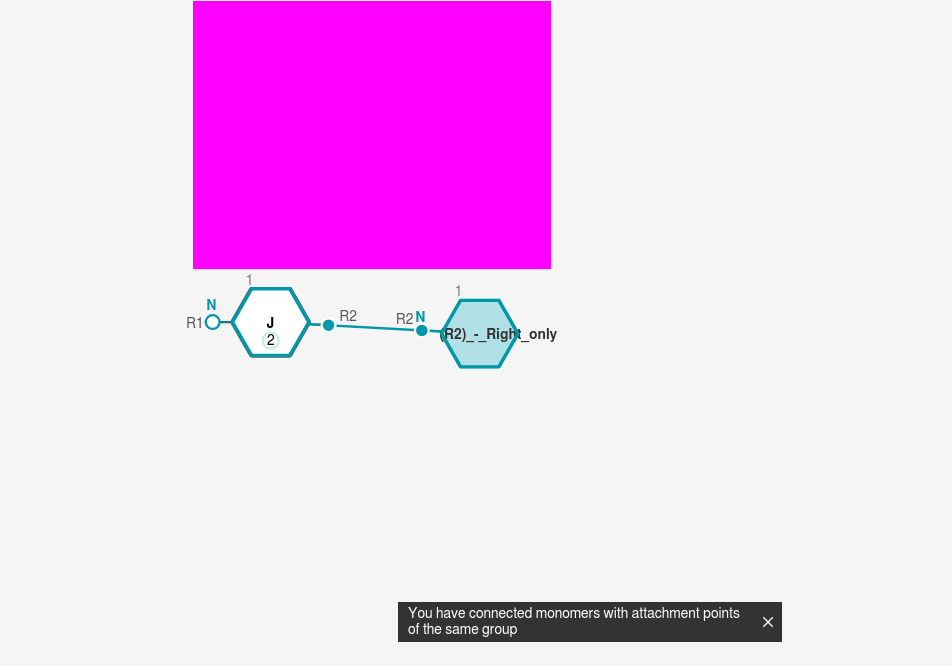 1
N
R1
J
2
R2
R2
N
1
(R2)_-_Right_only
You have connected monomers with attachment points
of the same group